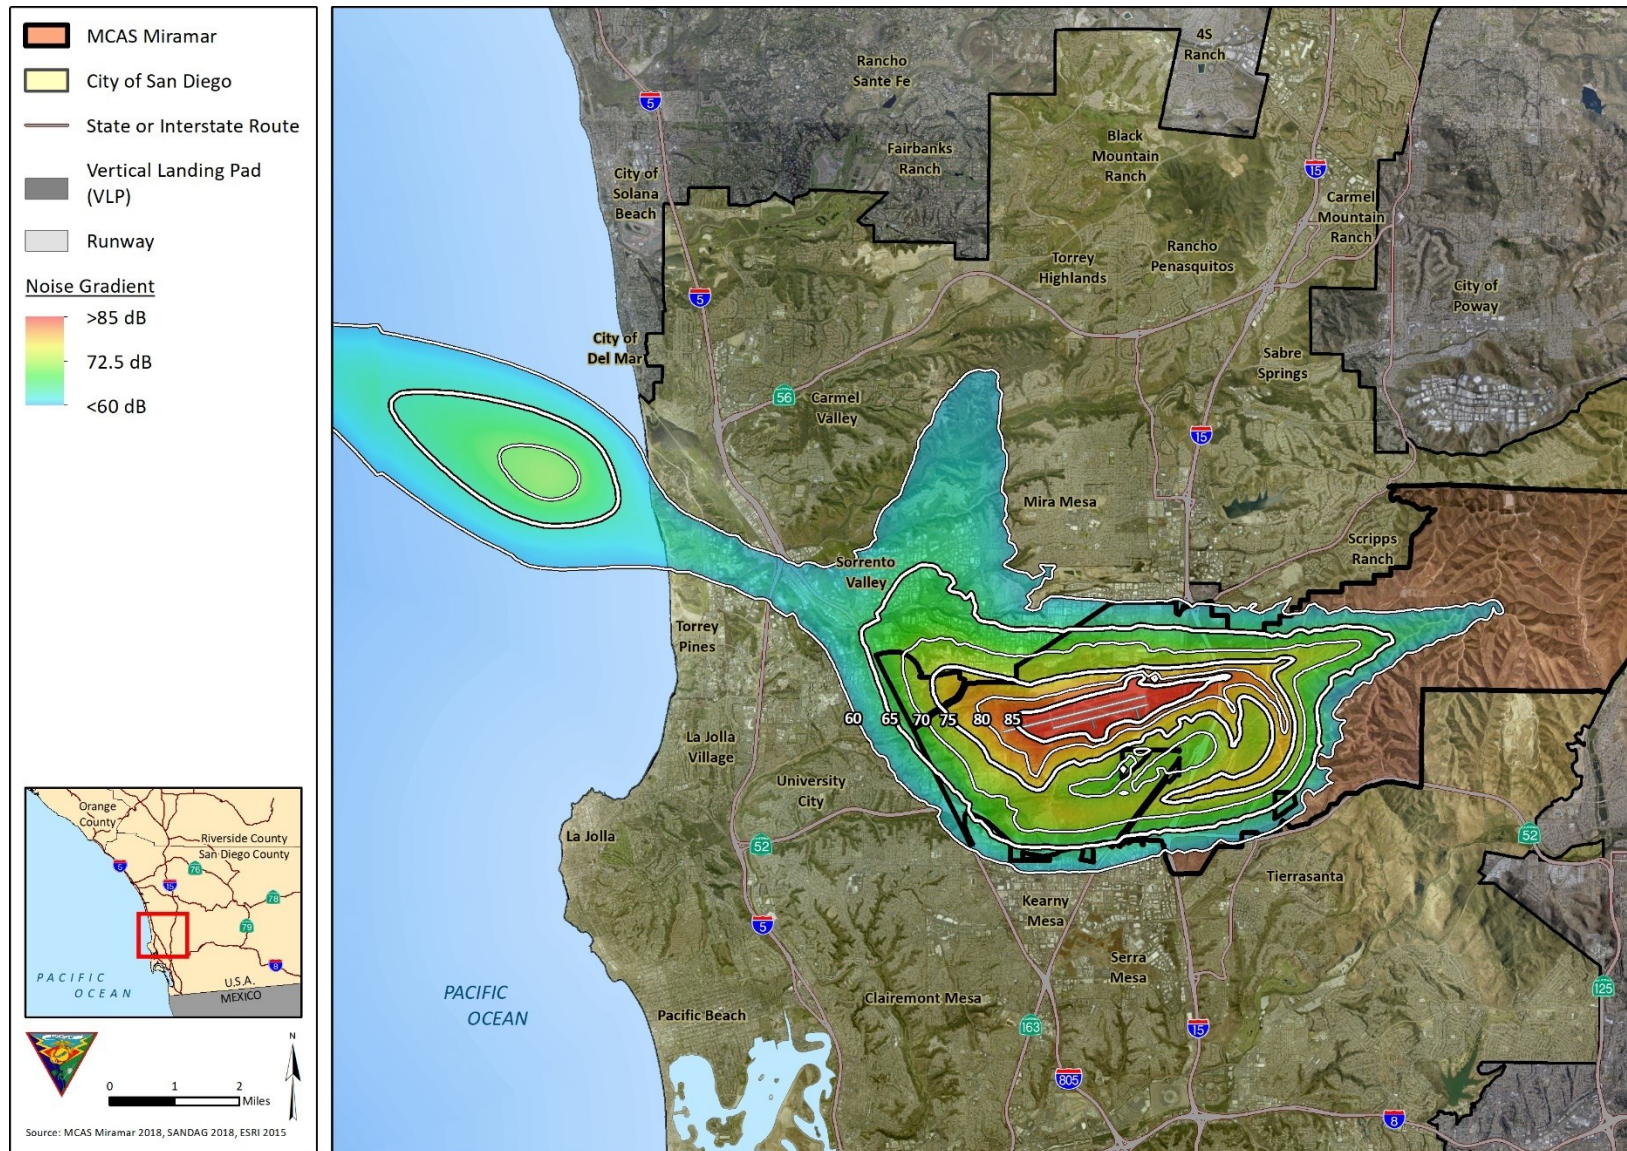 MCAS Miramar
City of San Diego
State or Interstate Route
Vertical Landing Pad
(VLP)
Runway
Noise Gradient
>85 dB
72.5 dB
<60 dB
Orange
County
Riverside County
San Diego County
5
15
76
78
79
8
PACIFIC
OCEAN
U.S.A.
MEXICO
N
0 1 2
Miles
Source: MCAS Miramar 2018, SANDAG 2018, ESRI 2015
4S
Ranch
Rancho
Sante Fe
5
Fairbanks
Ranch
Black
Mountain
Ranch
15
City of
Solana
Beach
Carmel
Mountain
Ranch
Torrey
Highlands
Rancho
Penasquitos
5
City of
Poway
City of
Del Mar
Sabre
Springs
56
Carmel
Valley
15
Mira Mesa
Scripps
Ranch
Sorrento
Valley
Torrey
Pines
60 65 70 75 80 85
La Jolla
Village
University
City
La Jolla
52
52
Tierrasanta
Kearny
Mesa
5
Serra
Mesa
PACIFIC
OCEAN
Clairemont Mesa
125
Pacific Beach
163
15
805
8